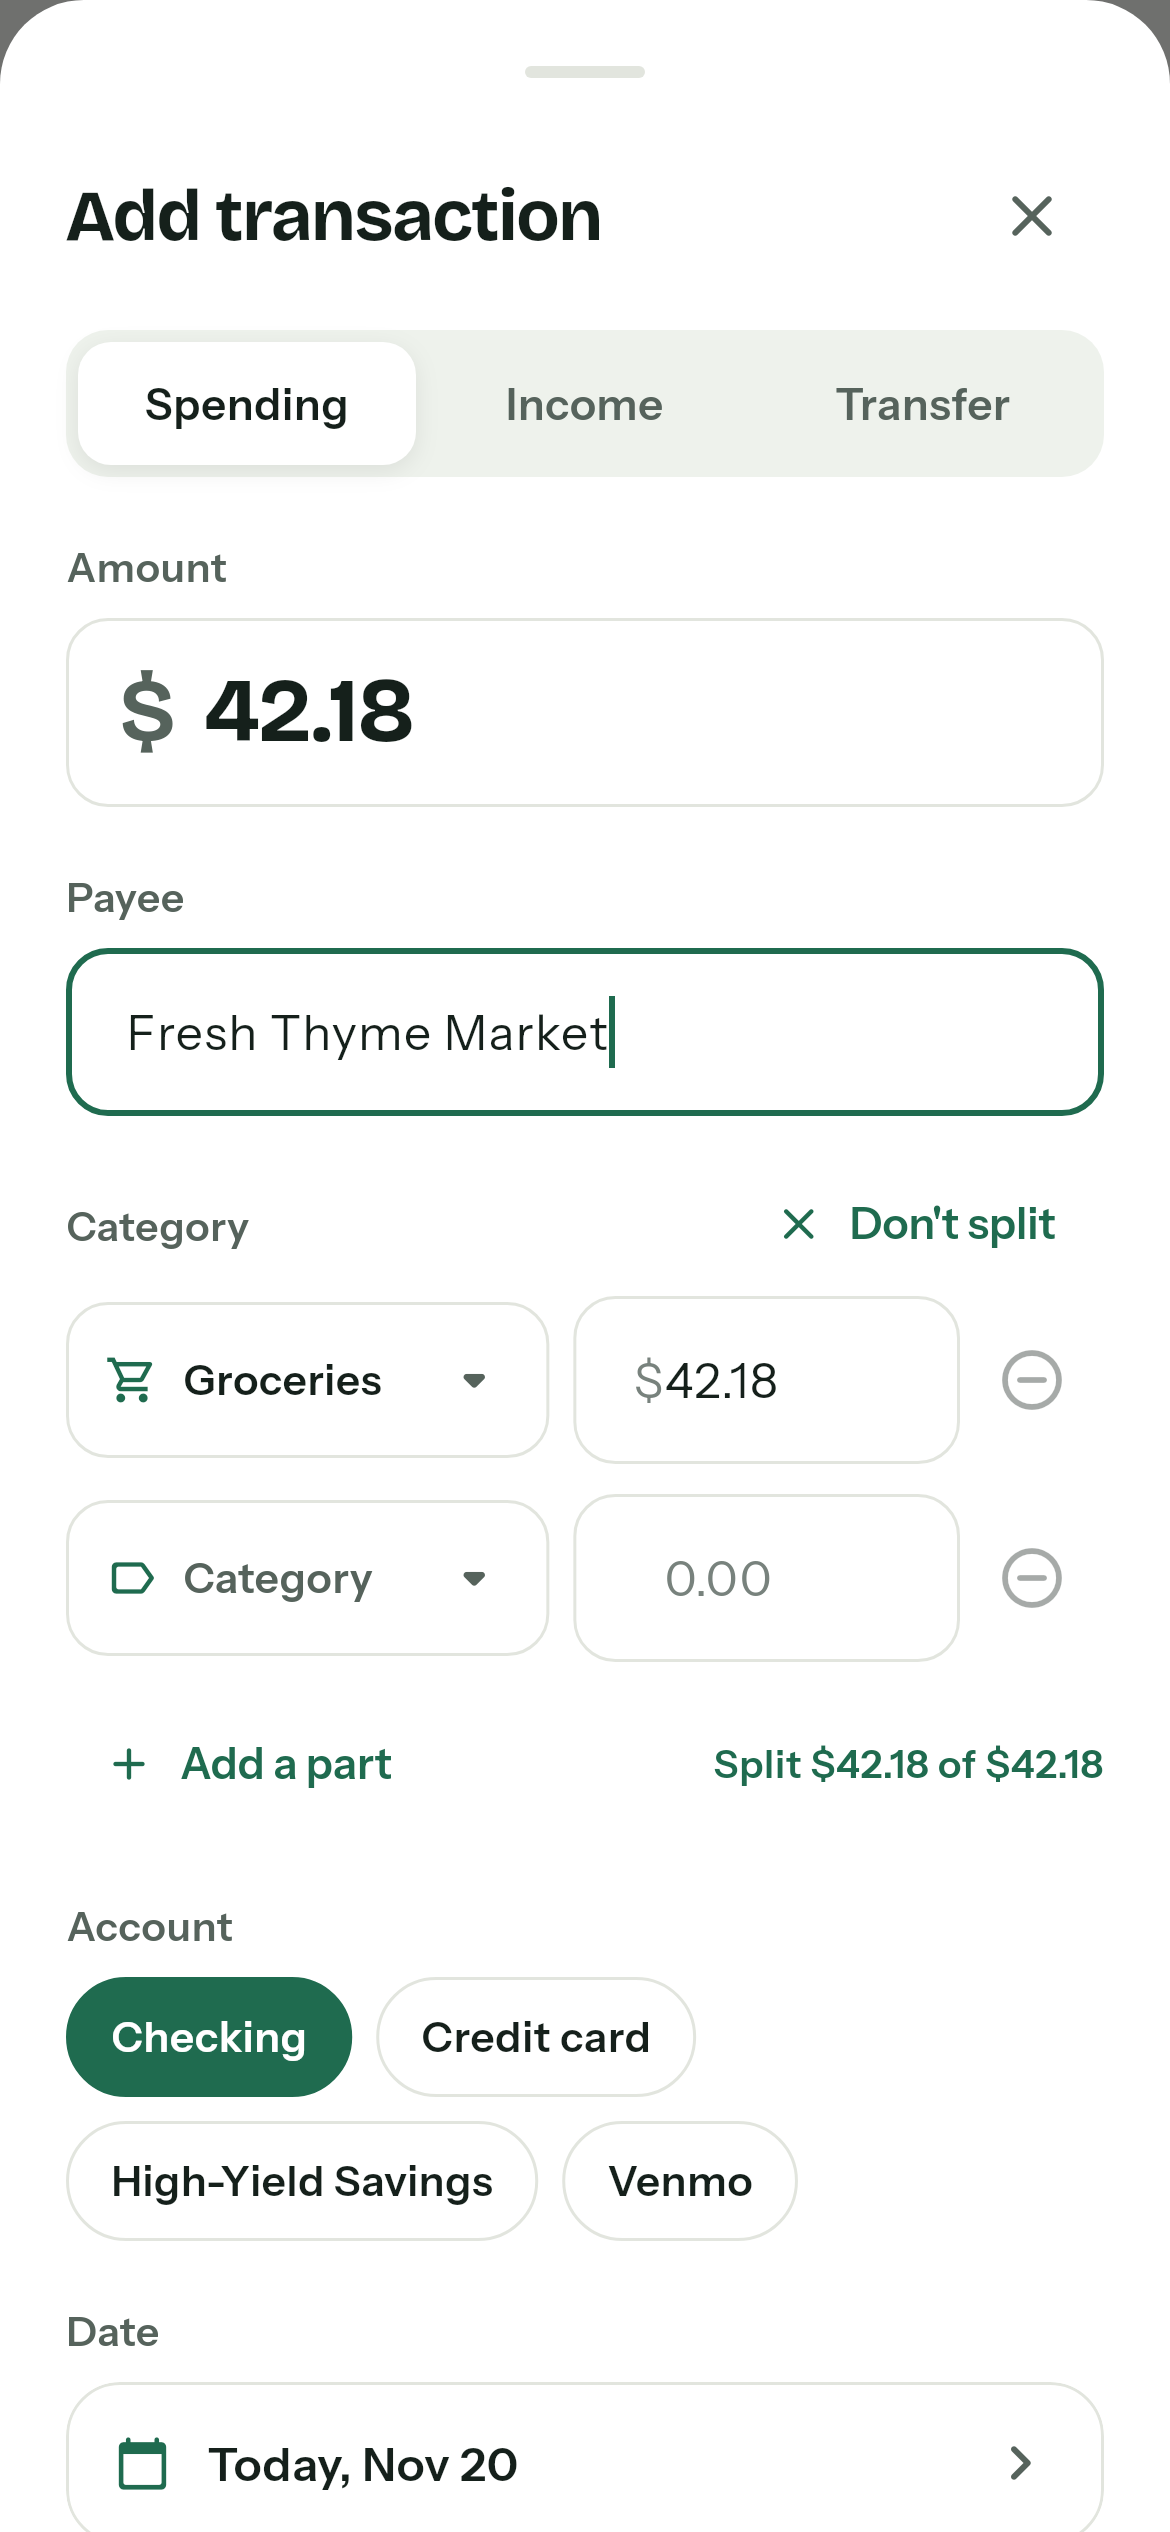 Add transaction
Spending Income Transfer
Amount
$ 42.18
Payee
Fresh Thyme Market
Category Don't split
Groceries $42.18
Category 0.00
Add a part Split $42.18 of $42.18
Account
Checking Credit card
High-Yield Savings Venmo
Date
Today, Nov 20